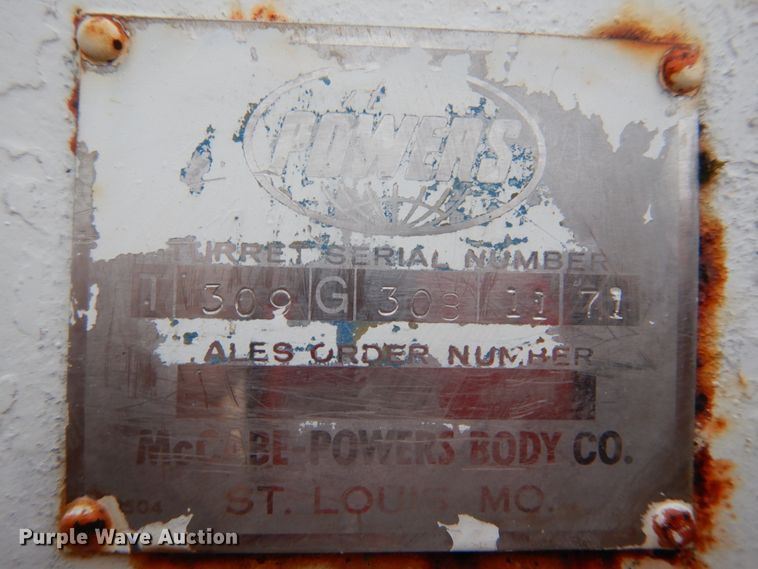 POWERS
TURRET SERIAL NUMBER
T 309 G 308 11 71
ALES ORDER NUMBER
McCABE-POWERS BODY CO.
ST. LOUIS MO.
504
Purple Wave Auction